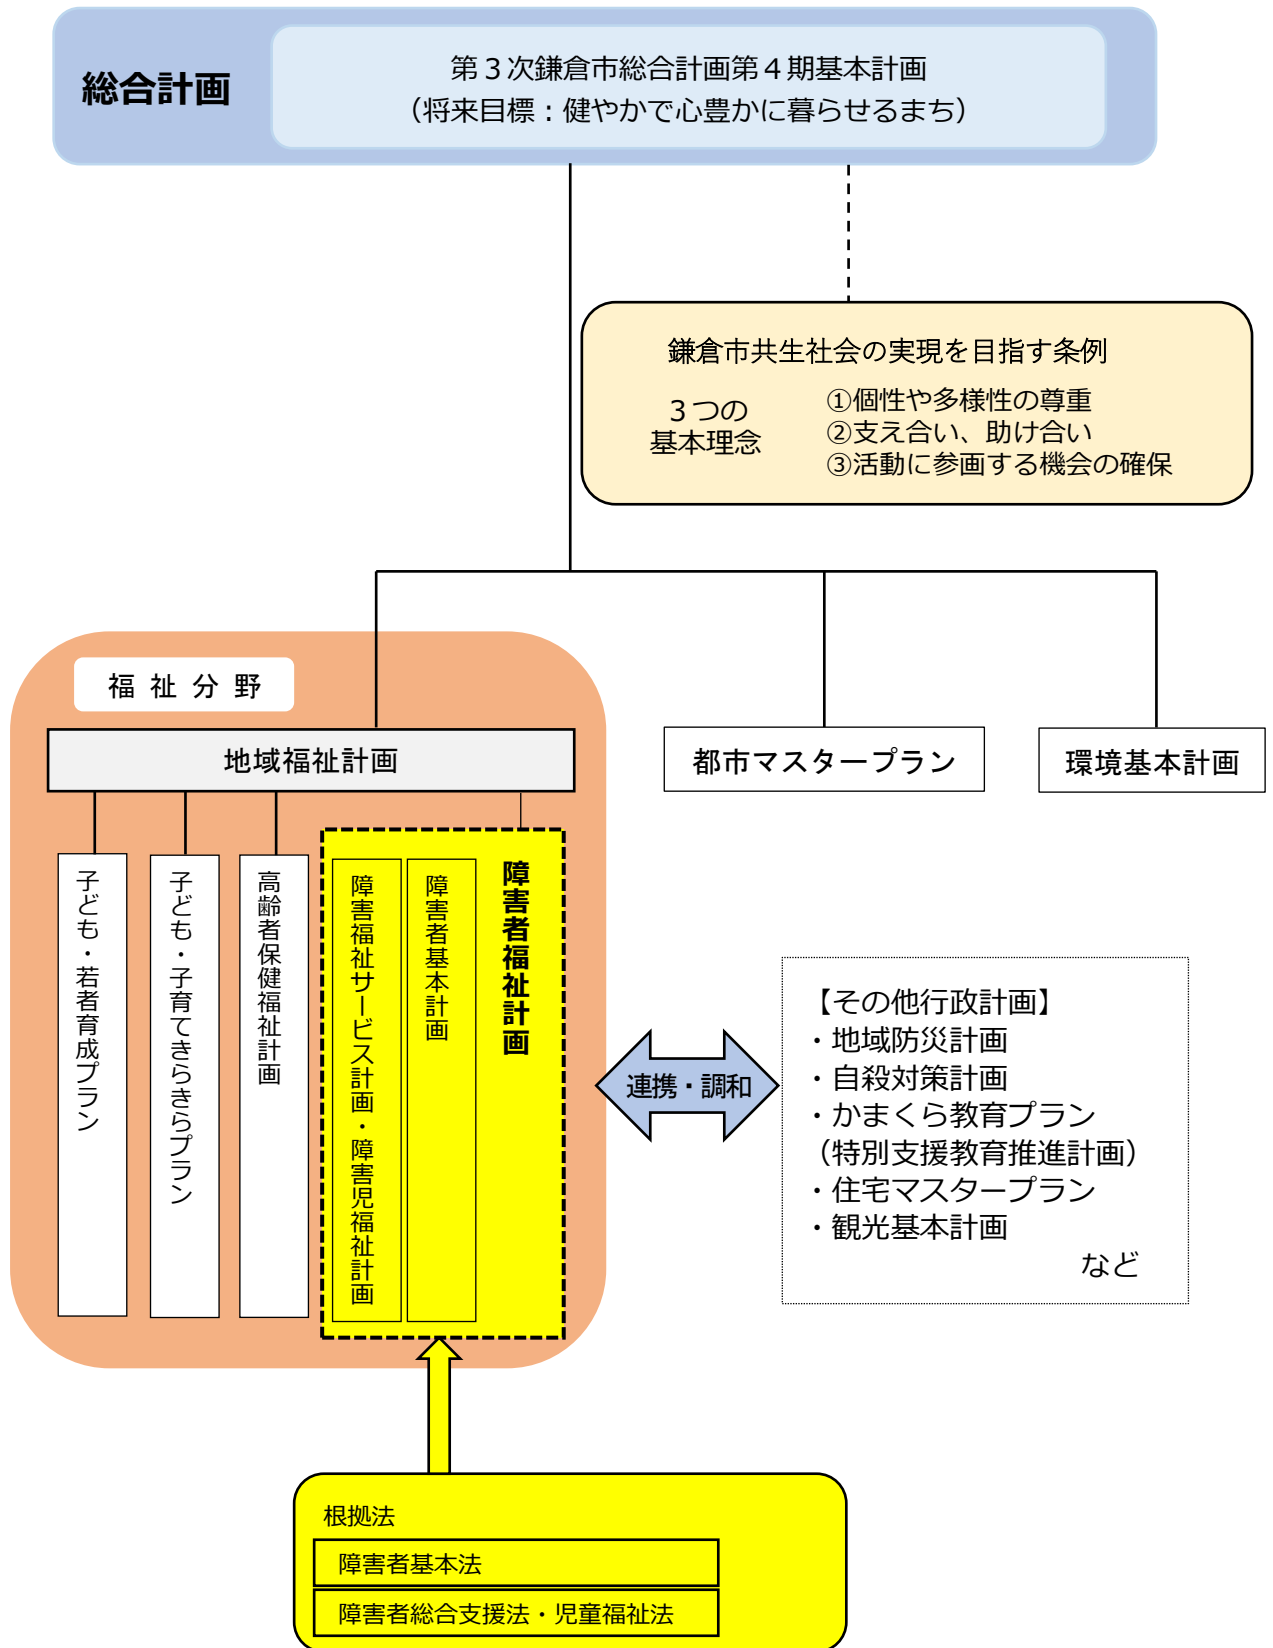 総合計画
第３次鎌倉市総合計画第４期基本計画
（将来目標：健やかで心豊かに暮らせるまち）
鎌倉市共生社会の実現を目指す条例
３つの
基本理念
①個性や多様性の尊重
②支え合い、助け合い
③活動に参画する機会の確保
福祉分野
地域福祉計画
都市マスタープラン
環境基本計画
子ども・若者育成プラン
子ども・子育てきらきらプラン
高齢者保健福祉計画
障害福祉サービス計画・障害児福祉計画
障害者基本計画
障害者福祉計画
連携・調和
【その他行政計画】
・地域防災計画
・自殺対策計画
・かまくら教育プラン
（特別支援教育推進計画）
・住宅マスタープラン
・観光基本計画
など
根拠法
障害者基本法
障害者総合支援法・児童福祉法